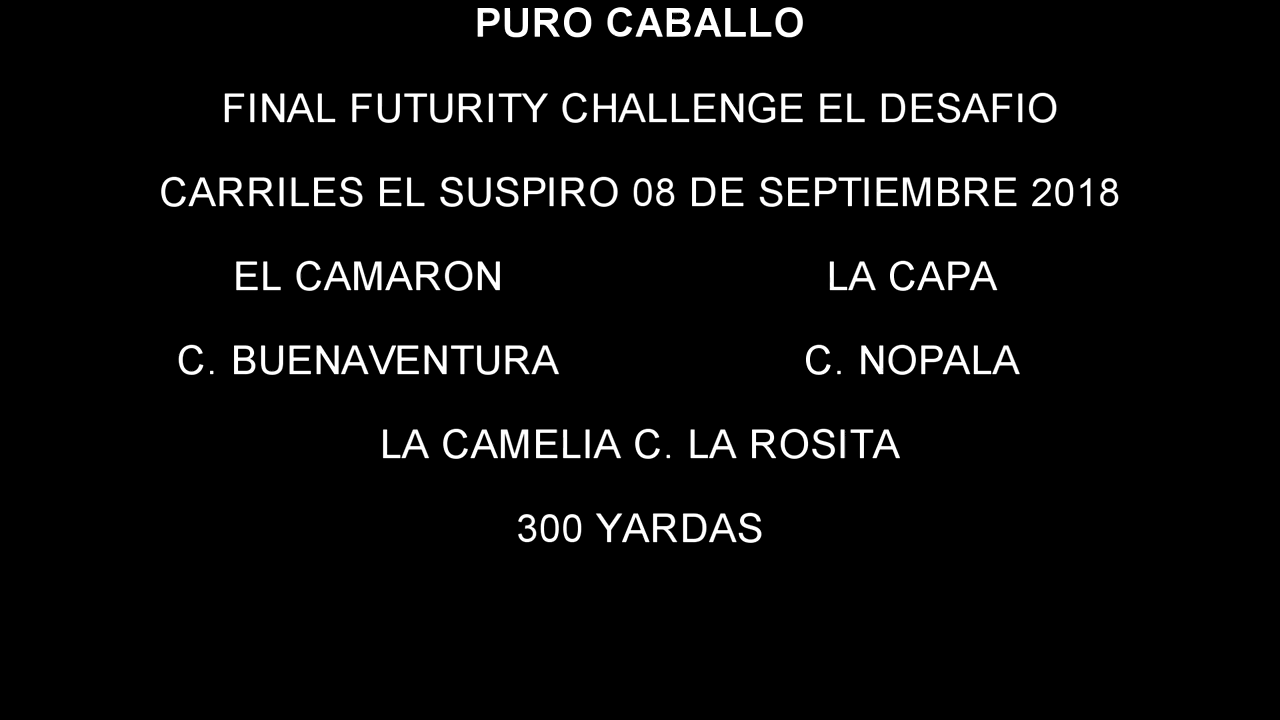 PURO CABALLO
FINAL FUTURITY CHALLENGE EL DESAFIO
CARRILES EL SUSPIRO 08 DE SEPTIEMBRE 2018
EL CAMARON LA CAPA
C. BUENAVENTURA C. NOPALA
LA CAMELIA C. LA ROSITA
300 YARDAS